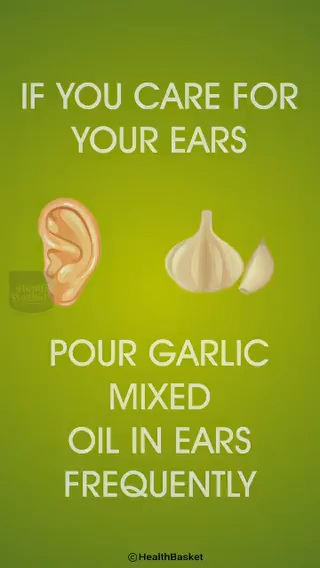 IF YOU CARE FOR
YOUR EARS
POUR GARLIC
MIXED
OIL IN EARS
FREQUENTLY
©HealthBasket